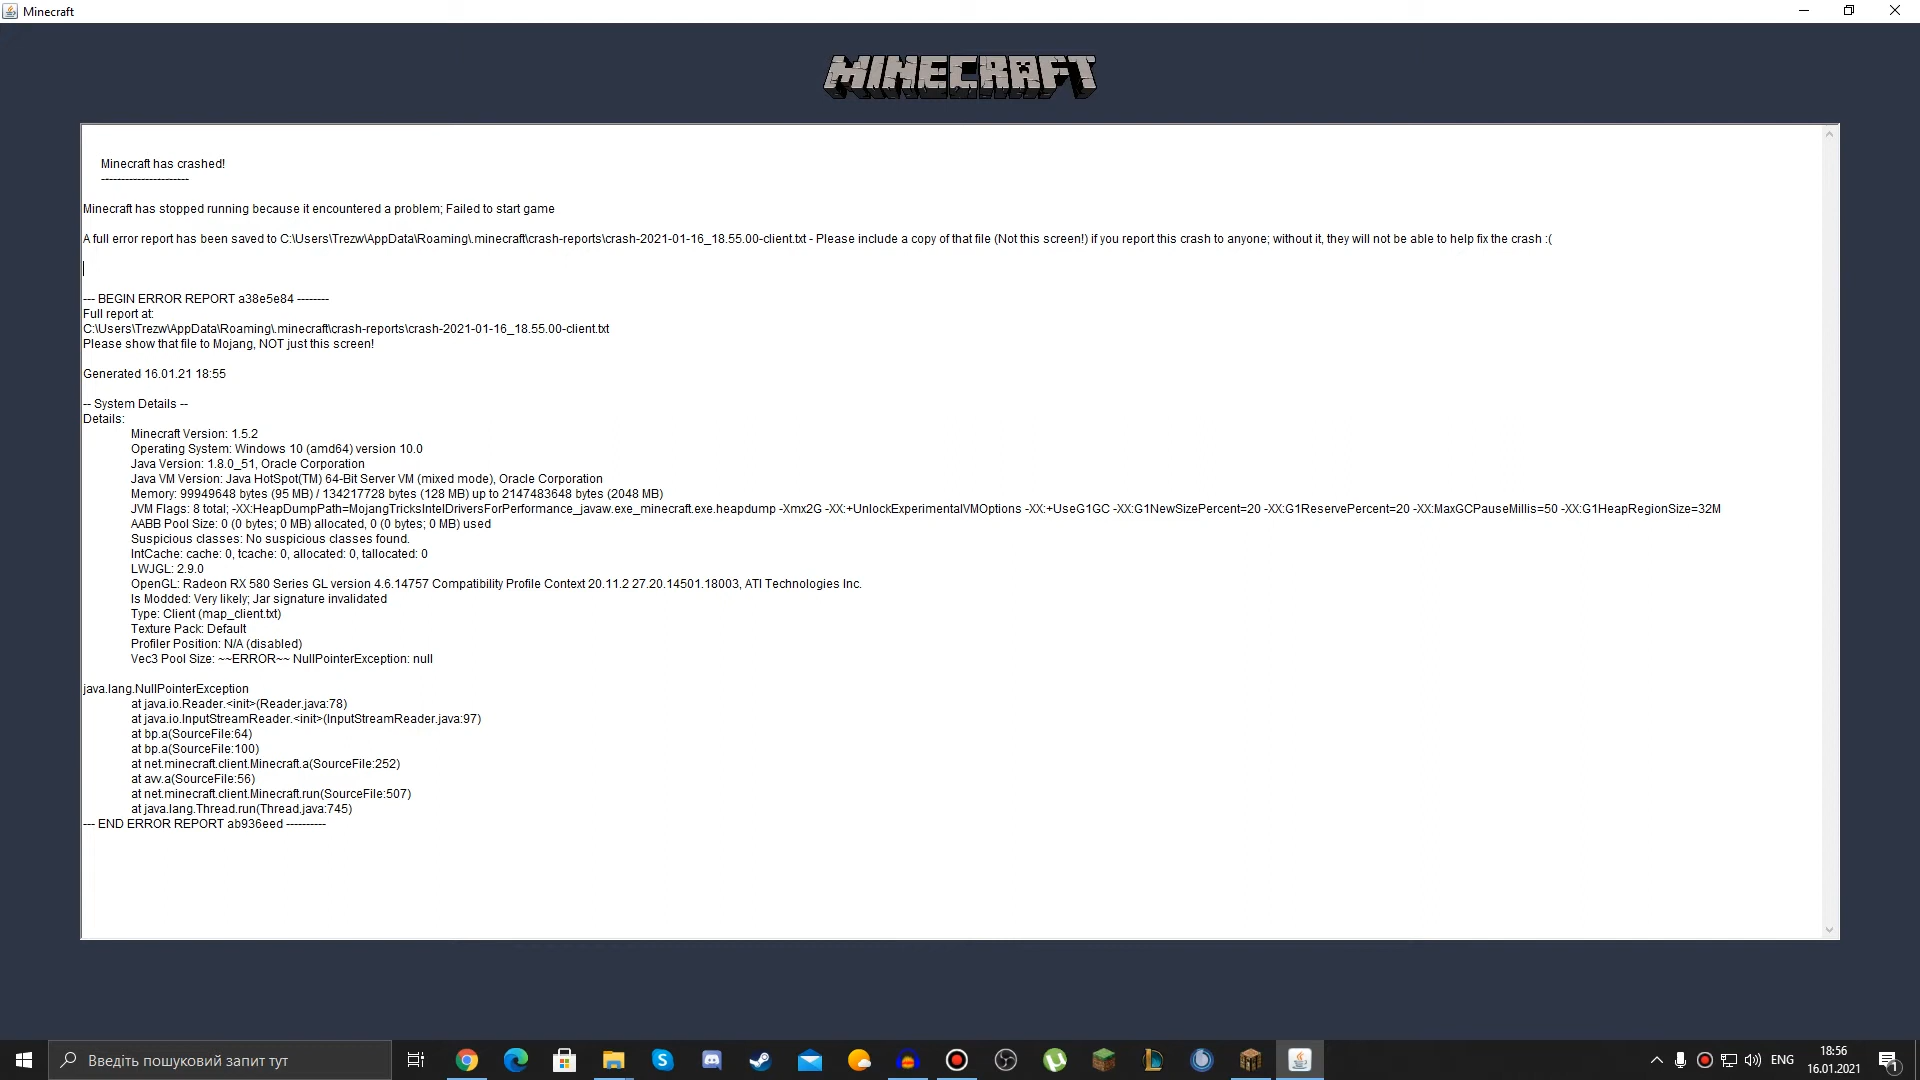 Minecraft
MINECRAFT
Minecraft has crashed!
----------------------
Minecraft has stopped running because it encountered a problem; Failed to start game
A full error report has been saved to C:\Users\Trezw\AppData\Roaming\.minecraft\crash-reports\crash-2021-01-16_18.55.00-client.txt - Please include a copy of that file (Not this screen!) if you report this crash to anyone; without it, they will not be able to help fix the crash :(
--- BEGIN ERROR REPORT a38e5e84 --------
Full report at:
C:\Users\Trezw\AppData\Roaming\.minecraft\crash-reports\crash-2021-01-16_18.55.00-client.txt
Please show that file to Mojang, NOT just this screen!
Generated 16.01.21 18:55
-- System Details --
Details:
Minecraft Version: 1.5.2
Operating System: Windows 10 (amd64) version 10.0
Java Version: 1.8.0_51, Oracle Corporation
Java VM Version: Java HotSpot(TM) 64-Bit Server VM (mixed mode), Oracle Corporation
Memory: 99949648 bytes (95 MB) / 134217728 bytes (128 MB) up to 2147483648 bytes (2048 MB)
JVM Flags: 8 total; -XX:HeapDumpPath=MojangTricksIntelDriversForPerformance_javaw.exe_minecraft.exe.heapdump -Xmx2G -XX:+UnlockExperimentalVMOptions -XX:+UseG1GC -XX:G1NewSizePercent=20 -XX:G1ReservePercent=20 -XX:MaxGCPauseMillis=50 -XX:G1HeapRegionSize=32M
AABB Pool Size: 0 (0 bytes; 0 MB) allocated, 0 (0 bytes; 0 MB) used
Suspicious classes: No suspicious classes found.
IntCache: cache: 0, tcache: 0, allocated: 0, tallocated: 0
LWJGL: 2.9.0
OpenGL: Radeon RX 580 Series GL version 4.6.14757 Compatibility Profile Context 20.11.2 27.20.14501.18003, ATI Technologies Inc.
Is Modded: Very likely; Jar signature invalidated
Type: Client (map_client.txt)
Texture Pack: Default
Profiler Position: N/A (disabled)
Vec3 Pool Size: ~~ERROR~~ NullPointerException: null
java.lang.NullPointerException
at java.io.Reader.<init>(Reader.java:78)
at java.io.InputStreamReader.<init>(InputStreamReader.java:97)
at bp.a(SourceFile:64)
at bp.a(SourceFile:100)
at net.minecraft.client.Minecraft.a(SourceFile:252)
at avv.a(SourceFile:56)
at net.minecraft.client.Minecraft.run(SourceFile:507)
at java.lang.Thread.run(Thread.java:745)
--- END ERROR REPORT ab936eed ----------
Введіть пошуковий запит тут
ENG
18:56
16.01.2021
1